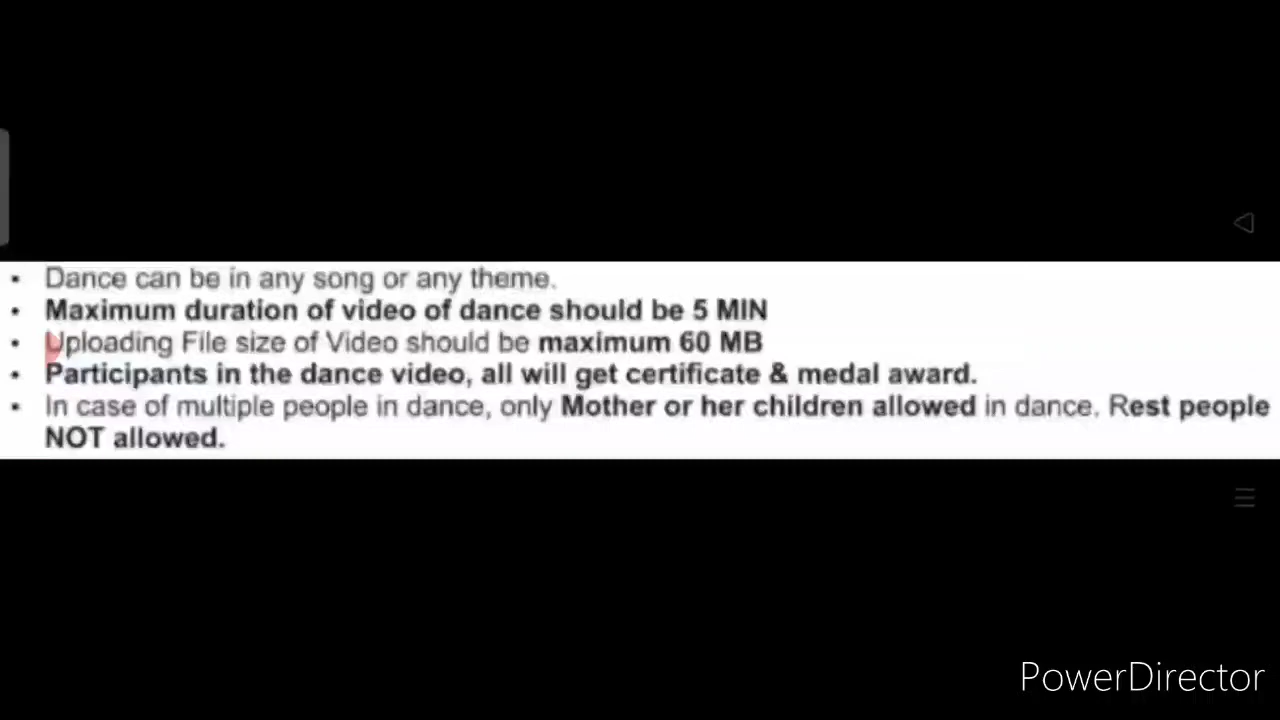 • Dance can be in any song or any theme.
• Maximum duration of video of dance should be 5 MIN
• Uploading File size of Video should be maximum 60 MB
• Participants in the dance video, all will get certificate & medal award.
• In case of multiple people in dance, only Mother or her children allowed in dance. Rest people
NOT allowed.
PowerDirector